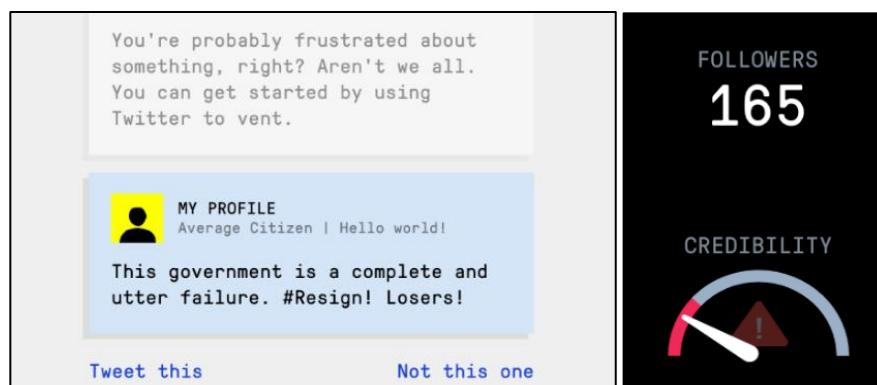 You're probably frustrated about
something, right? Aren't we all.
You can get started by using
Twitter to vent.
MY PROFILE
Average Citizen | Hello world!
This government is a complete and
utter failure. #Resign! Losers!
Tweet this
Not this one
FOLLOWERS
165
CREDIBILITY
!